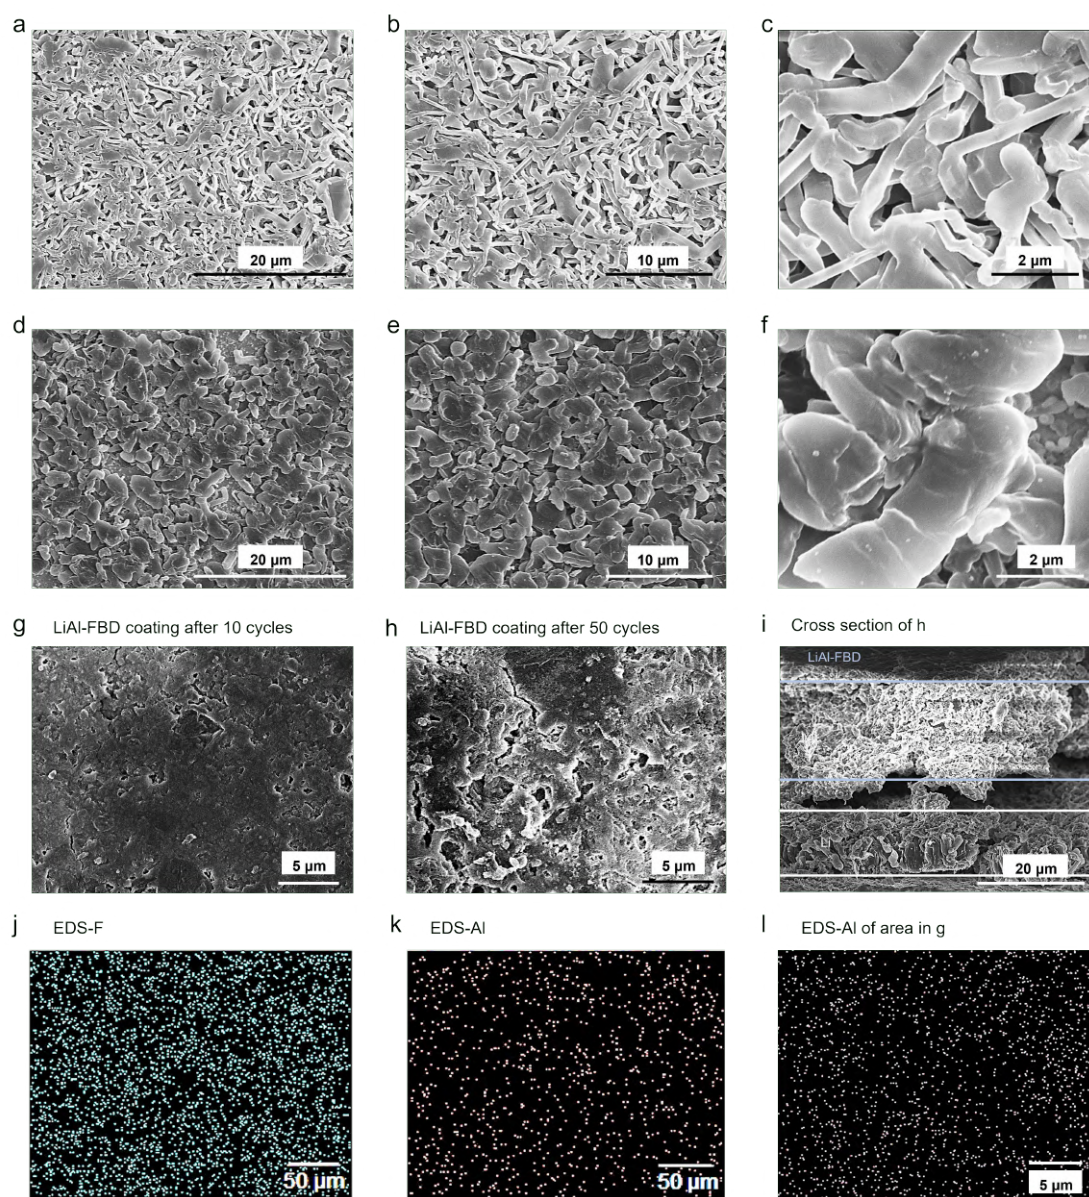 a
b
c
20 µm
10 µm
2 µm
d
e
f
20 µm
10 µm
2 µm
g LiAl-FBD coating after 10 cycles
h LiAl-FBD coating after 50 cycles
i Cross section of h
LiAl-FBD
5 µm
5 µm
20 µm
j EDS-F
k EDS-Al
l EDS-Al of area in g
50 µm
50 µm
5 µm